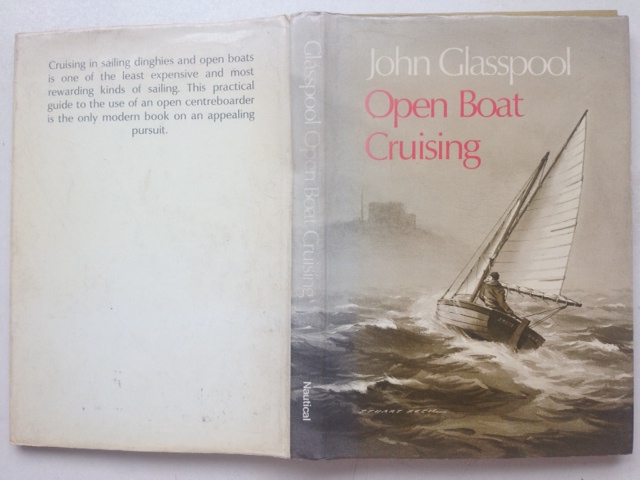 Cruising in sailing dinghies and open boats
is one of the least expensive and most
rewarding kinds of sailing. This practical
guide to the use of an open centreboarder
is the only modern book on an appealing
pursuit.
Glasspool Open Boat Cruising
Nautical
John Glasspool
Open Boat
Cruising